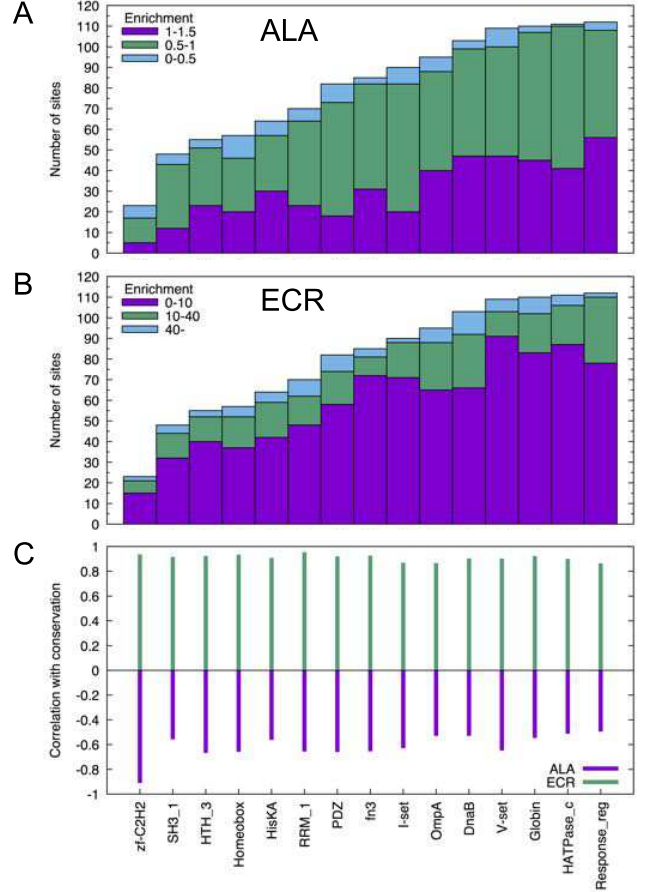 A
ALA
Enrichment
1-1.5
0.5-1
0-0.5
Number of sites
120
110
100
90
80
70
60
50
40
30
20
10
0
B
ECR
Enrichment
0-10
10-40
40-
Number of sites
120
110
100
90
80
70
60
50
40
30
20
10
0
C
Correlation with conservation
1
0.8
0.6
0.4
0.2
0
-0.2
-0.4
-0.6
-0.8
-1
ALA
ECR
zf-C2H2
SH3_1
HTH_3
Homeobox
HisKA
RRM_1
PDZ
fn3
I-set
OmpA
DnaB
V-set
Globin
HATPase_c
Response_reg